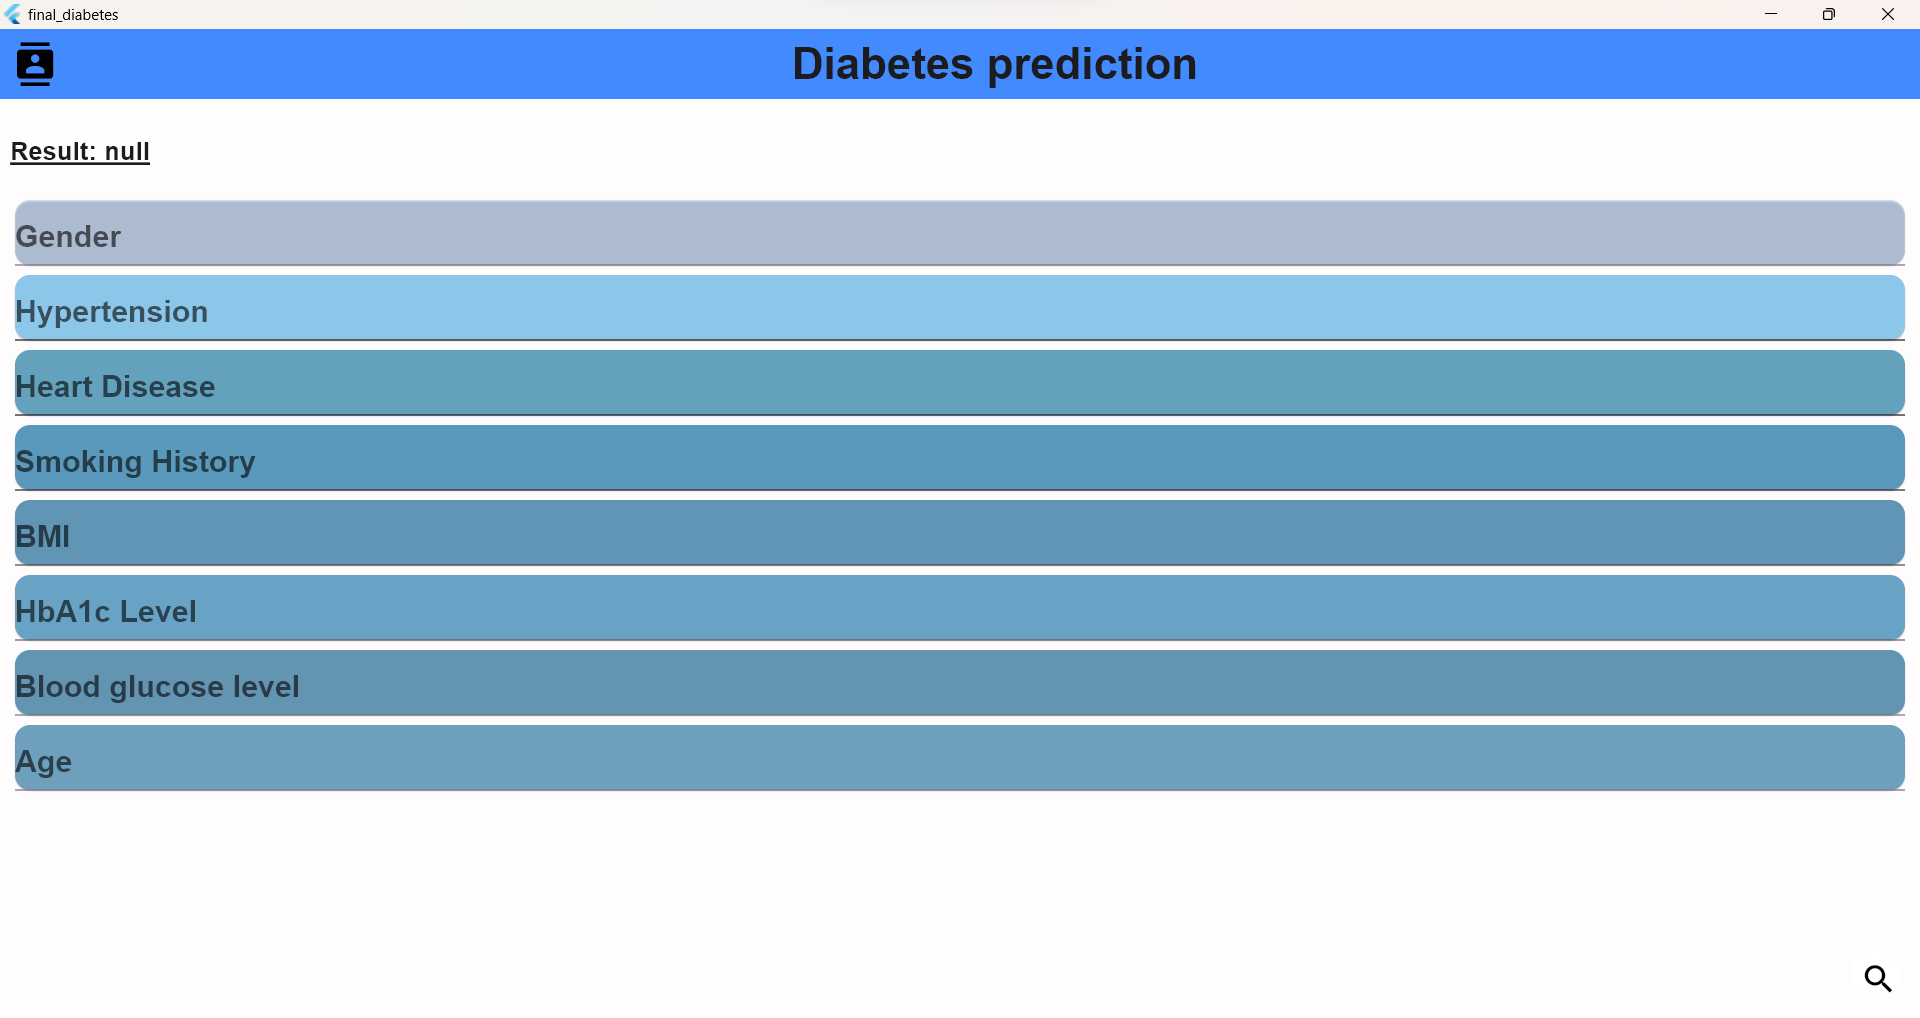 final_diabetes
Diabetes prediction
Result: null
Gender
Hypertension
Heart Disease
Smoking History
BMI
HbA1c Level
Blood glucose level
Age